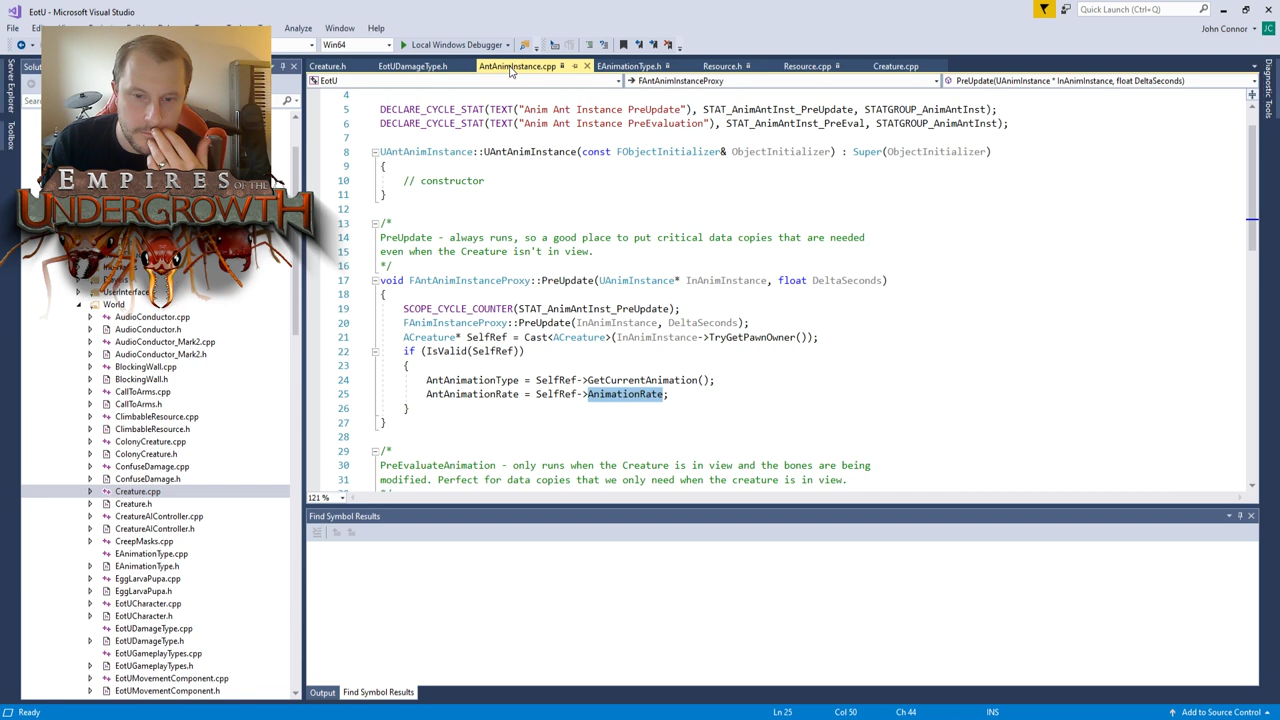 EotU - Microsoft Visual Studio
Quick Launch (Ctrl+Q)
File
Analyze
Window
Help
John Connor
JC
Win64
Local Windows Debugger
Creature.h
EotUDamageType.h
AntAnimInstance.cpp
EAnimationType.h
Resource.h
Resource.cpp
Creature.cpp
EotU
FAntAnimInstanceProxy
PreUpdate(UAnimInstance * InAnimInstance, float DeltaSeconds)
Server Explorer
Toolbox
Diagnostic Tools
EMPIRES OF THE
UNDERGROWTH
UserInterface
World
AudioConductor.cpp
AudioConductor.h
AudioConductor_Mark2.cpp
AudioConductor_Mark2.h
BlockingWall.cpp
BlockingWall.h
CallToArms.cpp
CallToArms.h
ClimbableResource.cpp
ClimbableResource.h
ColonyCreature.cpp
ColonyCreature.h
ConfuseDamage.cpp
ConfuseDamage.h
Creature.cpp
Creature.h
CreatureAIController.cpp
CreatureAIController.h
CreepMasks.cpp
EAnimationType.cpp
EAnimationType.h
EggLarvaPupa.cpp
EggLarvaPupa.h
EotUCharacter.cpp
EotUCharacter.h
EotUDamageType.cpp
EotUDamageType.h
EotUGameplayTypes.cpp
EotUGameplayTypes.h
EotUMovementComponent.cpp
EotUMovementComponent.h
4
5 DECLARE_CYCLE_STAT(TEXT("Anim Ant Instance PreUpdate"), STAT_AnimAntInst_PreUpdate, STATGROUP_AnimAntInst);
6 DECLARE_CYCLE_STAT(TEXT("Anim Ant Instance PreEvaluation"), STAT_AnimAntInst_PreEval, STATGROUP_AnimAntInst);
7
8 UAntAnimInstance::UAntAnimInstance(const FObjectInitializer& ObjectInitializer) : Super(ObjectInitializer)
9 {
10 // constructor
11 }
12
13 /*
14 PreUpdate - always runs, so a good place to put critical data copies that are needed
15 even when the Creature isn't in view.
16 */
17 void FAntAnimInstanceProxy::PreUpdate(UAnimInstance* InAnimInstance, float DeltaSeconds)
18 {
19 SCOPE_CYCLE_COUNTER(STAT_AnimAntInst_PreUpdate);
20 FAnimInstanceProxy::PreUpdate(InAnimInstance, DeltaSeconds);
21 ACreature* SelfRef = Cast<ACreature>(InAnimInstance->TryGetPawnOwner());
22 if (IsValid(SelfRef))
23 {
24 AntAnimationType = SelfRef->GetCurrentAnimation();
25 AntAnimationRate = SelfRef->AnimationRate;
26 }
27 }
28
29 /*
30 PreEvaluateAnimation - only runs when the Creature is in view and the bones are being
31 modified. Perfect for data copies that we only need when the creature is in view.
121 %
Find Symbol Results
Output
Find Symbol Results
Ready
Ln 25
Col 50
Ch 44
INS
Add to Source Control